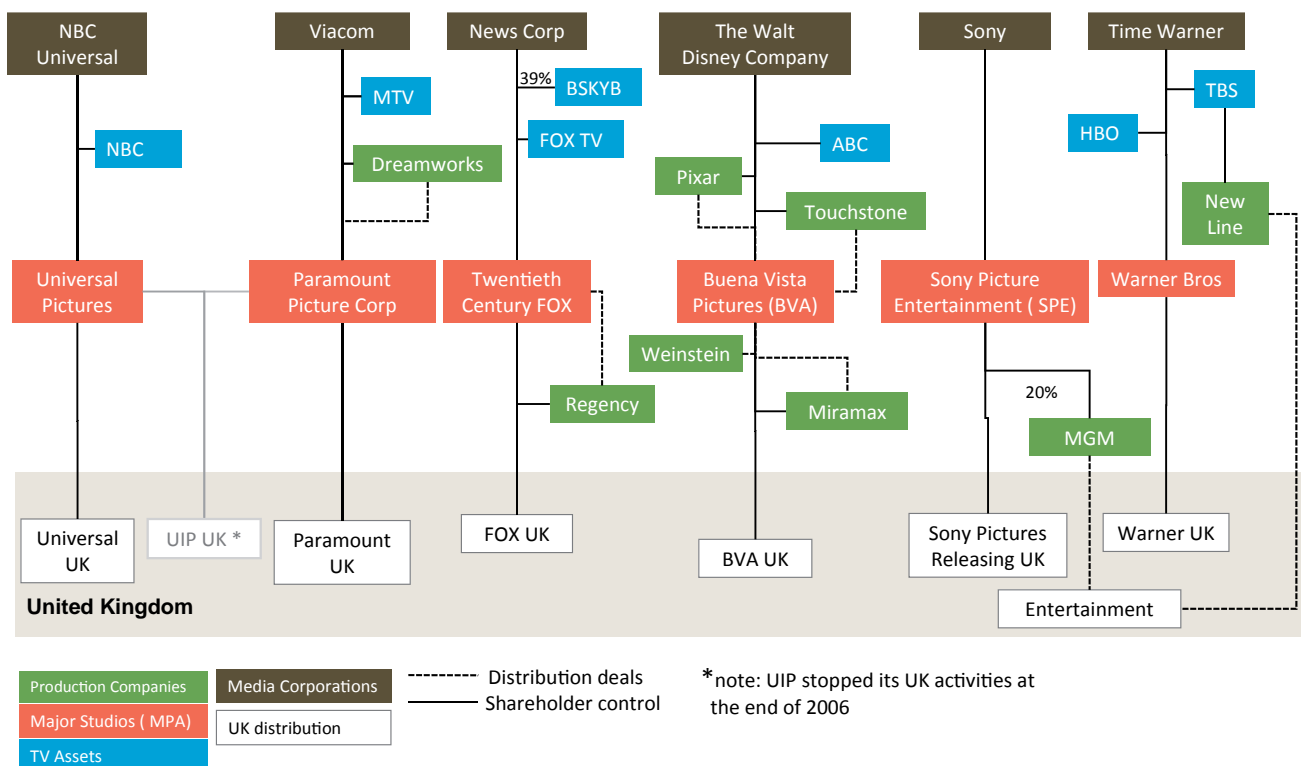 NBC
Universal
Viacom
News Corp
The Walt
Disney Company
Sony
Time Warner
39%
BSKYB
MTV
TBS
NBC
FOX TV
ABC
HBO
Dreamworks
Pixar
Touchstone
New
Line
Universal
Pictures
Paramount
Picture Corp
Twentieth
Century FOX
Buena Vista
Pictures (BVA)
Sony Picture
Entertainment ( SPE)
Warner Bros
Weinstein
Regency
Miramax
20%
MGM
Universal
UK
UIP UK *
Paramount
UK
FOX UK
BVA UK
Sony Pictures
Releasing UK
Warner UK
Entertainment
United Kingdom
Production Companies
Major Studios ( MPA)
TV Assets
Media Corporations
UK distribution
Distribution deals
Shareholder control
*note: UIP stopped its UK activities at
the end of 2006